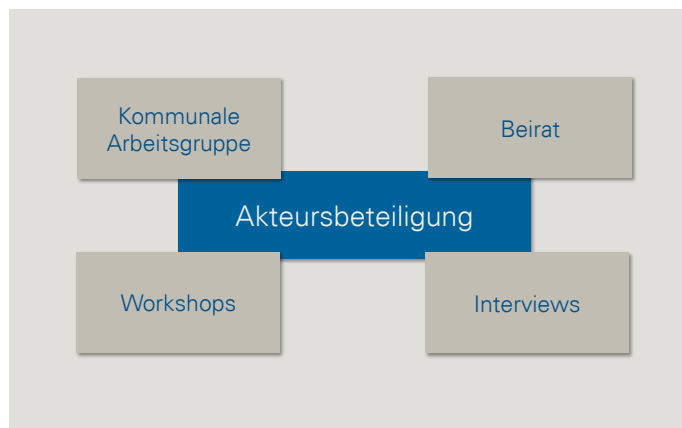 Kommunale
Arbeitsgruppe
Beirat
Akteursbeteiligung
Workshops
Interviews